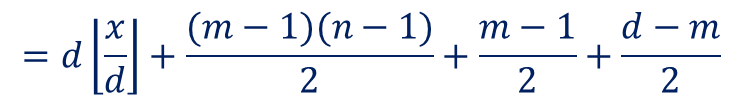 = d ⌊x/d⌋ + (m − 1)(n − 1)/2 + (m − 1)/2 + (d − m)/2